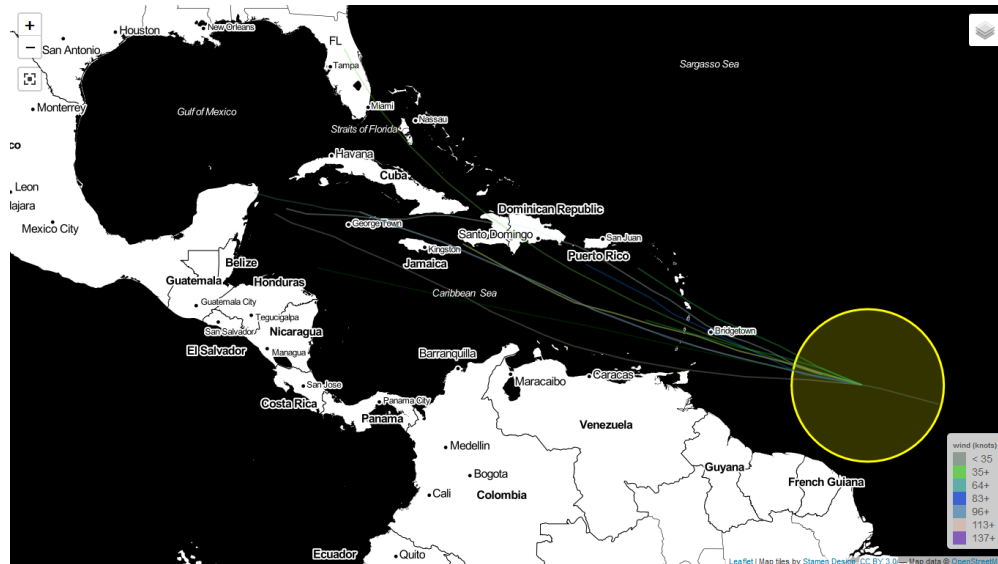 +
−
Houston
New Orleans
San Antonio
FL
Tampa
Sargasso Sea
Monterrey
Gulf of Mexico
Miami
Nassau
Straits of Florida
co
Havana
Cuba
Leon
lajara
Mexico City
George Town
Dominican Republic
Santo Domingo
San Juan
Kingston
Puerto Rico
Jamaica
Belize
Guatemala
Honduras
Caribbean Sea
Guatemala City
Tegucigalpa
San Salvador
Nicaragua
Bridgetown
El Salvador
Managua
Barranquilla
Maracaibo
Caracas
San Jose
Costa Rica
Panama City
Panama
Venezuela
Medellin
Guyana
Bogota
French Guiana
Cali
Colombia
Ecuador
Quito
wind (knots)
< 35
35+
64+
83+
96+
113+
137+
Leaflet | Map tiles by Stamen Design, CC BY 3.0 — Map data © OpenStreetM